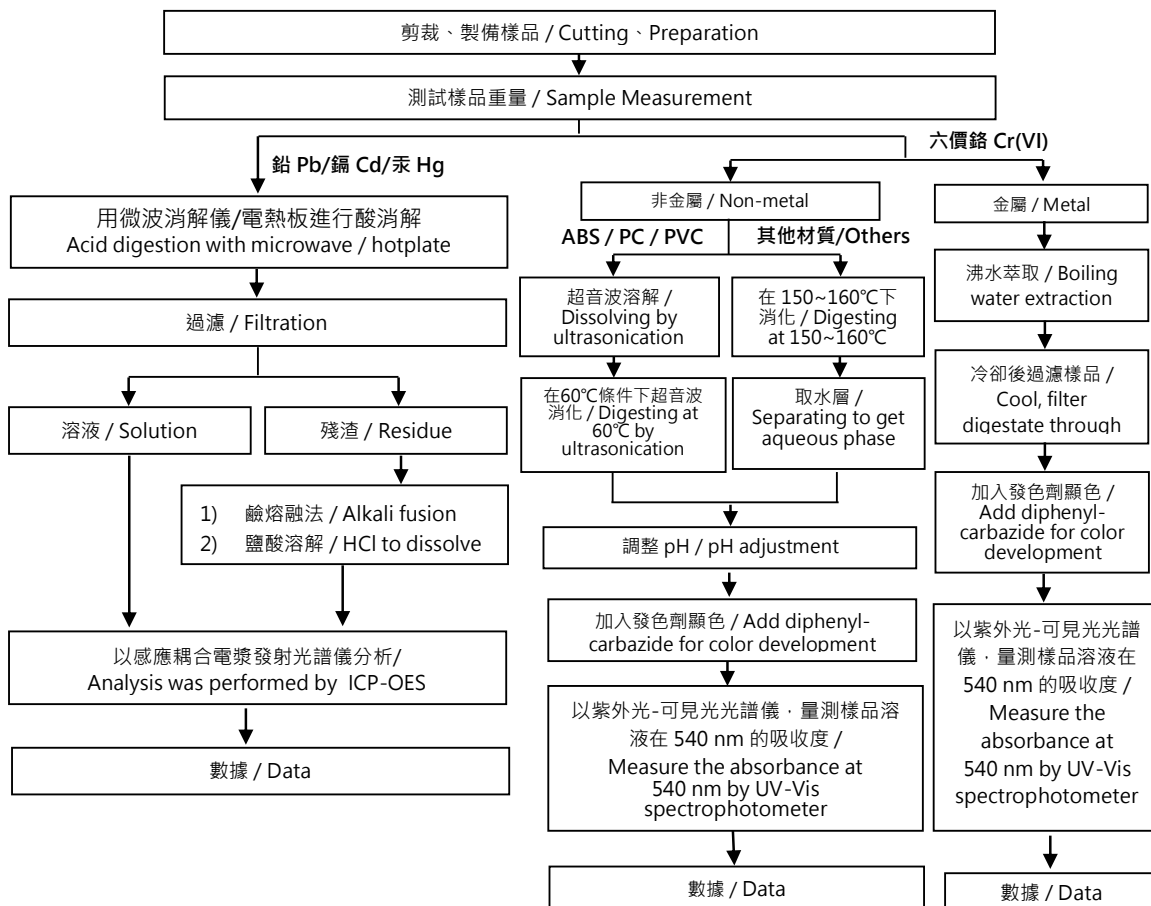 剪裁、製備樣品 / Cutting、Preparation
測試樣品重量 / Sample Measurement
鉛 Pb/鎘 Cd/汞 Hg
六價鉻 Cr(VI)
用微波消解儀/電熱板進行酸消解
Acid digestion with microwave / hotplate
過濾 / Filtration
溶液 / Solution
殘渣 / Residue
1) 鹼熔融法 / Alkali fusion
2) 鹽酸溶解 / HCl to dissolve
以感應耦合電漿發射光譜儀分析/
Analysis was performed by ICP-OES
數據 / Data
非金屬 / Non-metal
ABS / PC / PVC
其他材質/Others
超音波溶解 /
Dissolving by
ultrasonication
在60℃條件下超音波
消化 / Digesting at
60℃ by
ultrasonication
在 150~160℃下
消化 / Digesting
at 150~160℃
取水層 /
Separating to get
aqueous phase
調整 pH / pH adjustment
加入發色劑顯色 / Add diphenyl-
carbazide for color development
以紫外光-可見光光譜儀，量測樣品溶
液在 540 nm 的吸收度 /
Measure the absorbance at
540 nm by UV-Vis
spectrophotometer
數據 / Data
金屬 / Metal
沸水萃取 / Boiling
water extraction
冷卻後過濾樣品 /
Cool, filter
digestate through
加入發色劑顯色 /
Add diphenyl-
carbazide for color
development
以紫外光-可見光光譜
儀，量測樣品溶液在
540 nm 的吸收度 /
Measure the
absorbance at
540 nm by UV-Vis
spectrophotometer
數據 / Data